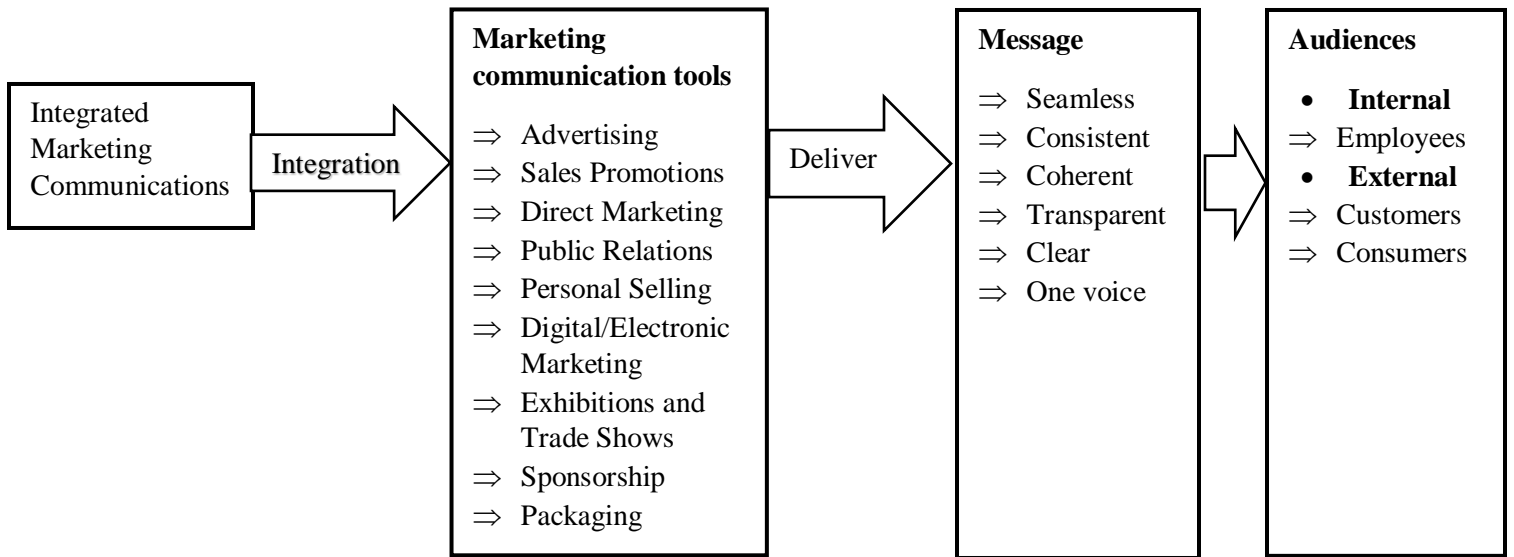 Integrated
Marketing
Communications
Integration
Marketing
communication tools
⇒ Advertising
⇒ Sales Promotions
⇒ Direct Marketing
⇒ Public Relations
⇒ Personal Selling
⇒ Digital/Electronic
Marketing
⇒ Exhibitions and
Trade Shows
⇒ Sponsorship
⇒ Packaging
Deliver
Message
⇒ Seamless
⇒ Consistent
⇒ Coherent
⇒ Transparent
⇒ Clear
⇒ One voice
Audiences
• Internal
⇒ Employees
• External
⇒ Customers
⇒ Consumers